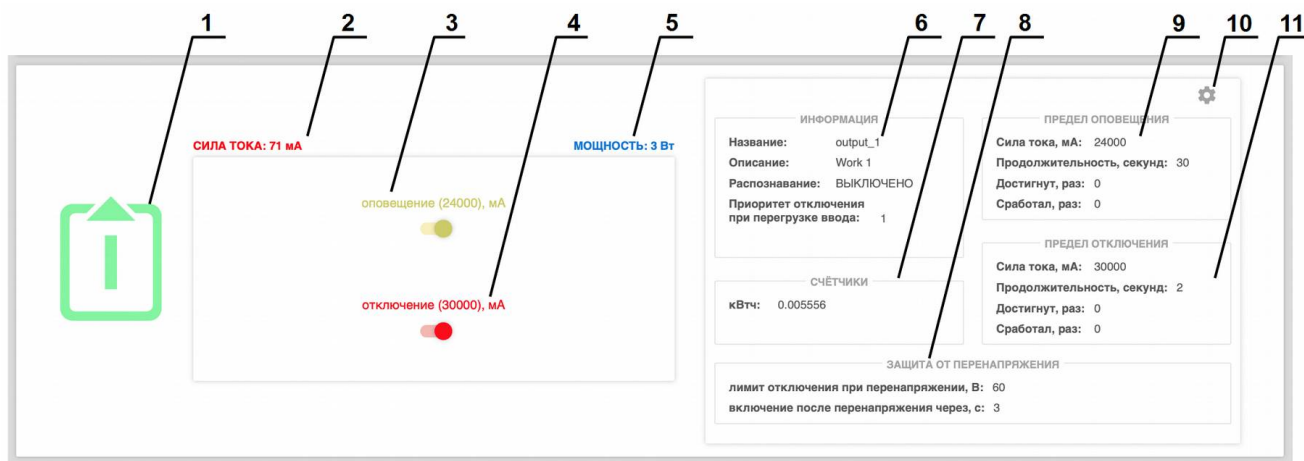 1 2 3 4 5 6 7 8 9 10 11
СИЛА ТОКА: 71 мА
МОЩНОСТЬ: 3 Вт
оповещение (24000), мА
отключение (30000), мА
ИНФОРМАЦИЯ
Название: output_1
Описание: Work 1
Распознавание: ВЫКЛЮЧЕНО
Приоритет отключения
при перегрузке ввода: 1
ПРЕДЕЛ ОПОВЕЩЕНИЯ
Сила тока, мА: 24000
Продолжительность, секунд: 30
Достигнут, раз: 0
Сработал, раз: 0
СЧЁТЧИКИ
кВтч: 0.005556
ПРЕДЕЛ ОТКЛЮЧЕНИЯ
Сила тока, мА: 30000
Продолжительность, секунд: 2
Достигнут, раз: 0
Сработал, раз: 0
ЗАЩИТА ОТ ПЕРЕНАПРЯЖЕНИЯ
лимит отключения при перенапряжении, В: 60
включение после перенапряжения через, с: 3